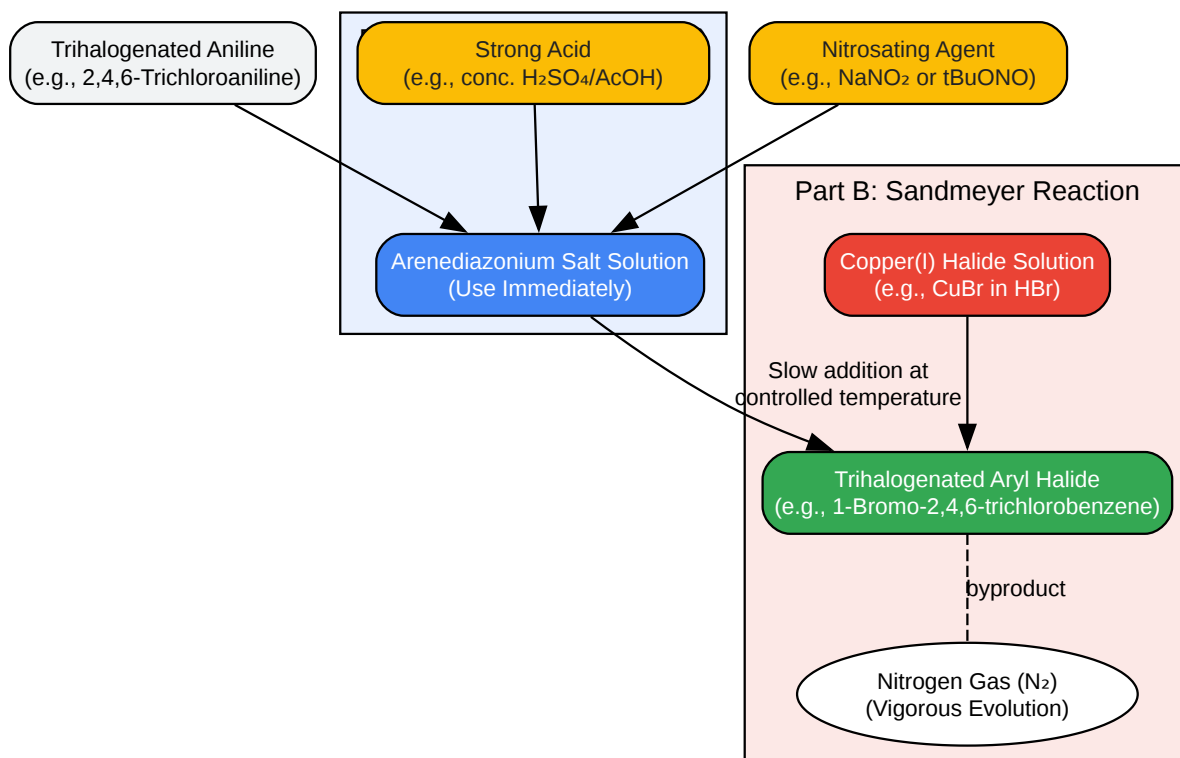 Trihalogenated Aniline
(e.g., 2,4,6-Trichloroaniline)
Strong Acid
(e.g., conc. H₂SO₄/AcOH)
Nitrosating Agent
(e.g., NaNO₂ or tBuONO)
Part B: Sandmeyer Reaction
Arenediazonium Salt Solution
(Use Immediately)
Copper(I) Halide Solution
(e.g., CuBr in HBr)
Slow addition at
controlled temperature
Trihalogenated Aryl Halide
(e.g., 1-Bromo-2,4,6-trichlorobenzene)
byproduct
Nitrogen Gas (N₂)
(Vigorous Evolution)